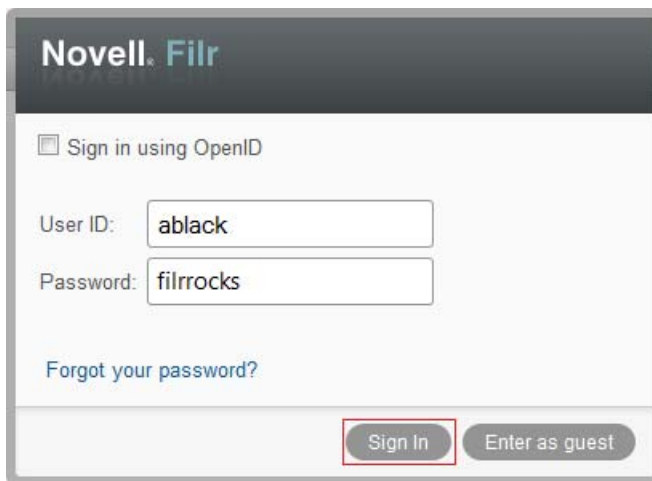 Novell. Filr
Sign in using OpenID
User ID: ablack
Password: filrrocks
Forgot your password?
Sign In Enter as guest